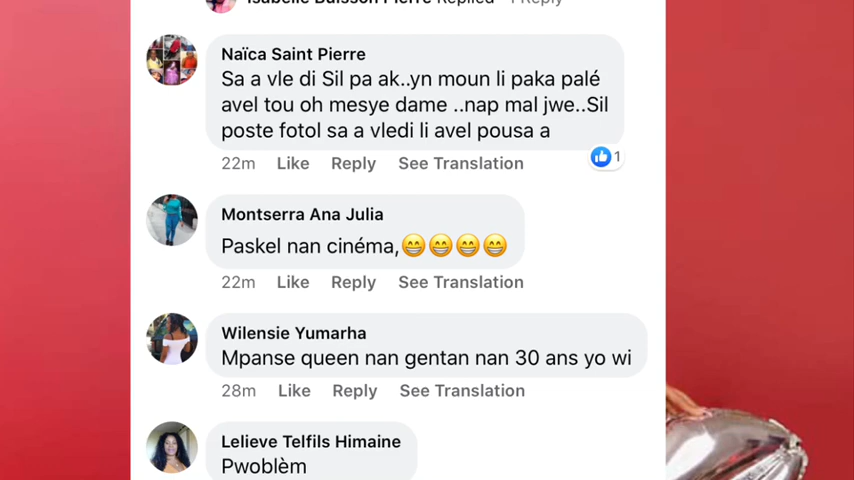 Isabelle Buisson Pierre Replied · 1 Reply
Naïca Saint Pierre
Sa a vle di Sil pa ak..yn moun li paka palé
avel tou oh mesye dame ..nap mal jwe..Sil
poste fotol sa a vledi li avel pousa a
22m Like Reply See Translation 1
Montserra Ana Julia
Paskel nan cinéma,😁😁😁😁
22m Like Reply See Translation
Wilensie Yumarha
Mpanse queen nan gentan nan 30 ans yo wi
28m Like Reply See Translation
Lelieve Telfils Himaine
Pwoblèm